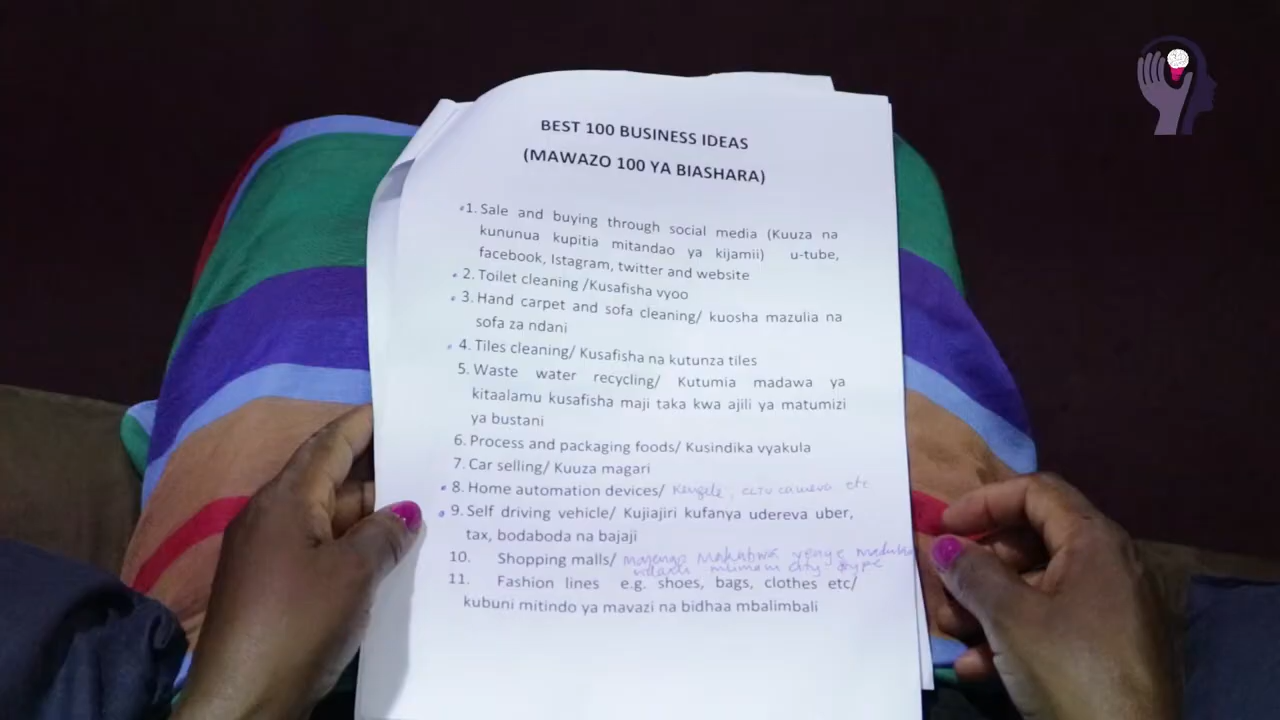 BEST 100 BUSINESS IDEAS
(MAWAZO 100 YA BIASHARA)
1. Sale and buying through social media (Kuuza na
kununua kupitia mitandao ya kijamii) u-tube,
facebook, Istagram, twitter and website
2. Toilet cleaning /Kusafisha vyoo
3. Hand carpet and sofa cleaning/ kuosha mazulia na
sofa za ndani
4. Tiles cleaning/ Kusafisha na kutunza tiles
5. Waste water recycling/ Kutumia madawa ya
kitaalamu kusafisha maji taka kwa ajili ya matumizi
ya bustani
6. Process and packaging foods/ Kusindika vyakula
7. Car selling/ Kuuza magari
8. Home automation devices/ Kengele, cctv camera etc
9. Self driving vehicle/ Kujiajiri kufanya udereva uber,
tax, bodaboda na bajaji
10. Shopping malls/ majengo makubwa yenye maduka
ndani mlimani city
11. Fashion lines e.g. shoes, bags, clothes etc/
kubuni mitindo ya mavazi na bidhaa mbalimbali